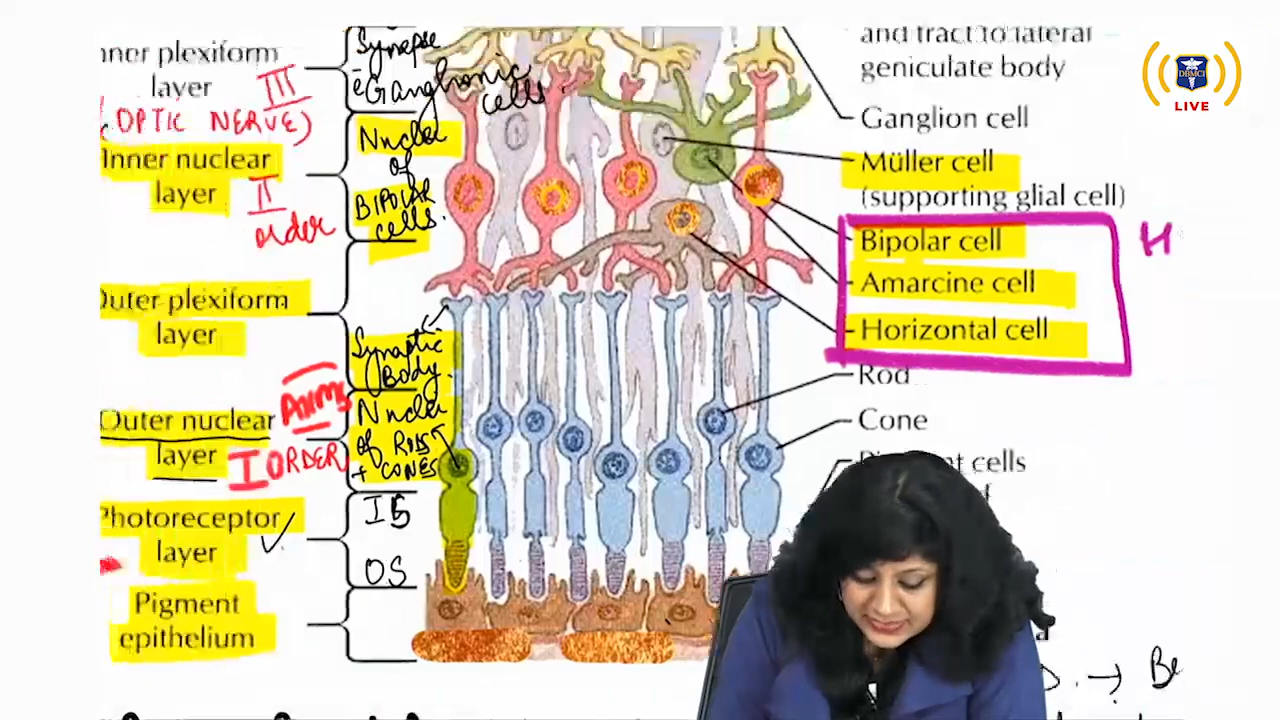 nner plexiform
layer
III
OPTIC NERVE)
Inner nuclear
layer
II
order
Outer plexiform
layer
Outer nuclear
layer
I ORDER
Photoreceptor
layer
Pigment
epithelium
Synapse
Ganglionic
cells.
Nuclei
of
BIPOLAR
cells.
Synaptic
Body.
Nuclei
of RODS
+ CONES
IS
OS
and tract to lateral
geniculate body
Ganglion cell
Müller cell
(supporting glial cell)
Bipolar cell
Amarcine cell
Horizontal cell
H
Rod
Cone
cells
DBMCI
LIVE